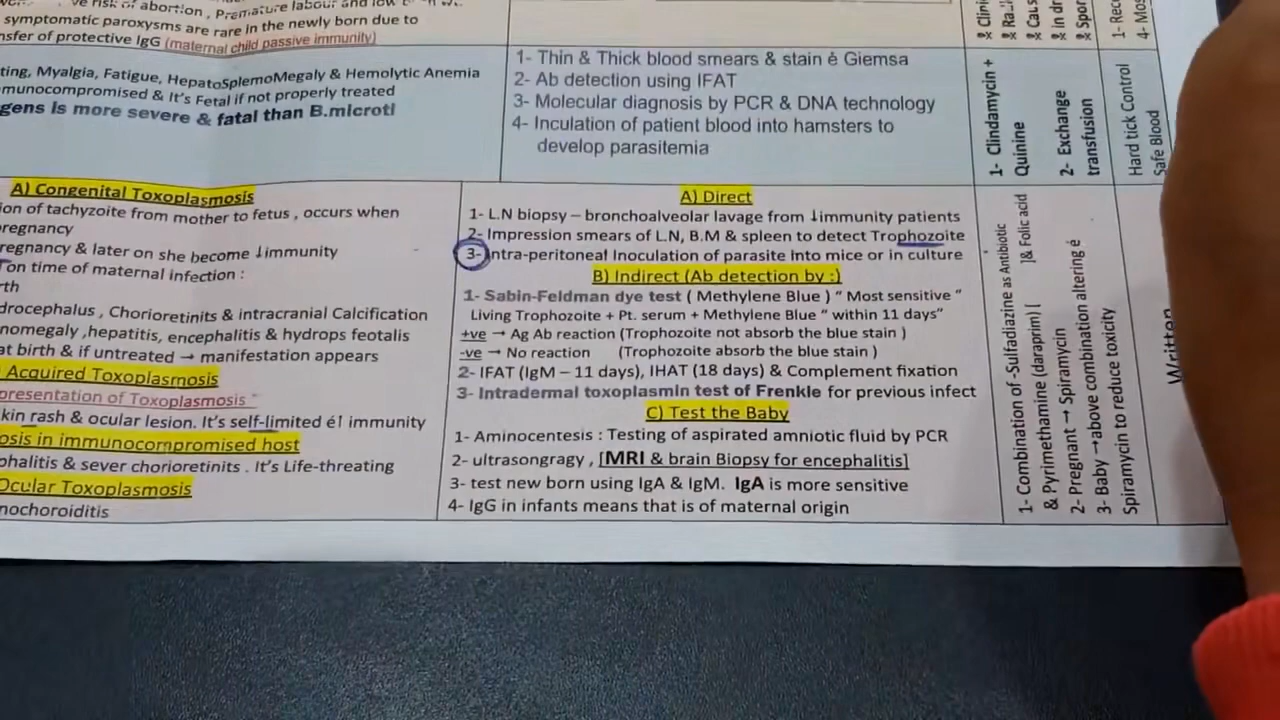 risk of abortion, Premature labour and low
symptomatic paroxysms are rare in the newly born due to
nsfer of protective IgG (maternal child passive immunity)
ting, Myalgia, Fatigue, HepatoSplemoMegaly & Hemolytic Anemia
munocompromised & It's Fetal if not properly treated
gens is more severe & fatal than B.microti
1- Thin & Thick blood smears & stain é Giemsa
2- Ab detection using IFAT
3- Molecular diagnosis by PCR & DNA technology
4- Inculation of patient blood into hamsters to
develop parasitemia
1- Clindamycin +
Quinine
2- Exchange
transfusion
Hard tick Control
Safe Blood
A) Congenital Toxoplasmosis
ion of tachyzoite from mother to fetus , occurs when
regnancy
regnancy & later on she become ↓immunity
on time of maternal infection :
rth
drocephalus , Chorioretinits & intracranial Calcification
nomegaly ,hepatitis, encephalitis & hydrops feotalis
at birth & if untreated → manifestation appears
Acquired Toxoplasmosis
presentation of Toxoplasmosis
kin rash & ocular lesion. It's self-limited é↑ immunity
osis in immunocompromised host
phalitis & sever chorioretinits . It's Life-threating
Ocular Toxoplasmosis
nochoroiditis
A) Direct
1- L.N biopsy – bronchoalveolar lavage from ↓immunity patients
2- Impression smears of L.N, B.M & spleen to detect Trophozoite
3- Intra-peritoneal Inoculation of parasite into mice or in culture
B) Indirect (Ab detection by :)
1- Sabin-Feldman dye test ( Methylene Blue ) " Most sensitive "
Living Trophozoite + Pt. serum + Methylene Blue " within 11 days"
+ve → Ag Ab reaction (Trophozoite not absorb the blue stain )
-ve → No reaction (Trophozoite absorb the blue stain )
2- IFAT (IgM – 11 days), IHAT (18 days) & Complement fixation
3- Intradermal toxoplasmin test of Frenkle for previous infect
C) Test the Baby
1- Aminocentesis : Testing of aspirated amniotic fluid by PCR
2- ultrasongragy , [MRI & brain Biopsy for encephalitis]
3- test new born using IgA & IgM. IgA is more sensitive
4- IgG in infants means that is of maternal origin
1- Combination of -Sulfadiazine as Antibiotic
& Pyrimethamine (daraprim) [ ]& Folic acid
2- Pregnant → Spiramycin
3- Baby →above combination altering é
Spiramycin to reduce toxicity
Written